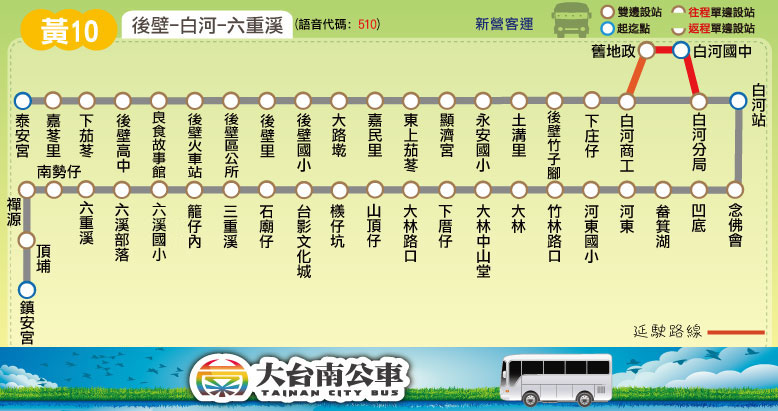 黃10
後壁-白河-六重溪
(語音代碼: 510)
新營客運
雙邊設站
往程單邊設站
起迄點
返程單邊設站
舊地政
白河國中
白河站
泰安宮
嘉苳里
下茄苳
後壁高中
良食故事館
後壁火車站
後壁區公所
後壁里
後壁國小
大路墩
嘉民里
東上茄苳
顯濟宮
永安國小
土溝里
後壁竹子腳
下庄仔
白河商工
白河分局
南勢仔
禪源
六重溪
六溪部落
六溪國小
籠仔內
三重溪
石廟仔
台影文化城
檨仔坑
山頂仔
大林路口
下厝仔
大林中山堂
大林
竹林路口
河東國小
河東
畚箕湖
凹底
念佛會
頂埔
鎮安宮
延駛路線
大台南公車
TAINAN CITY BUS